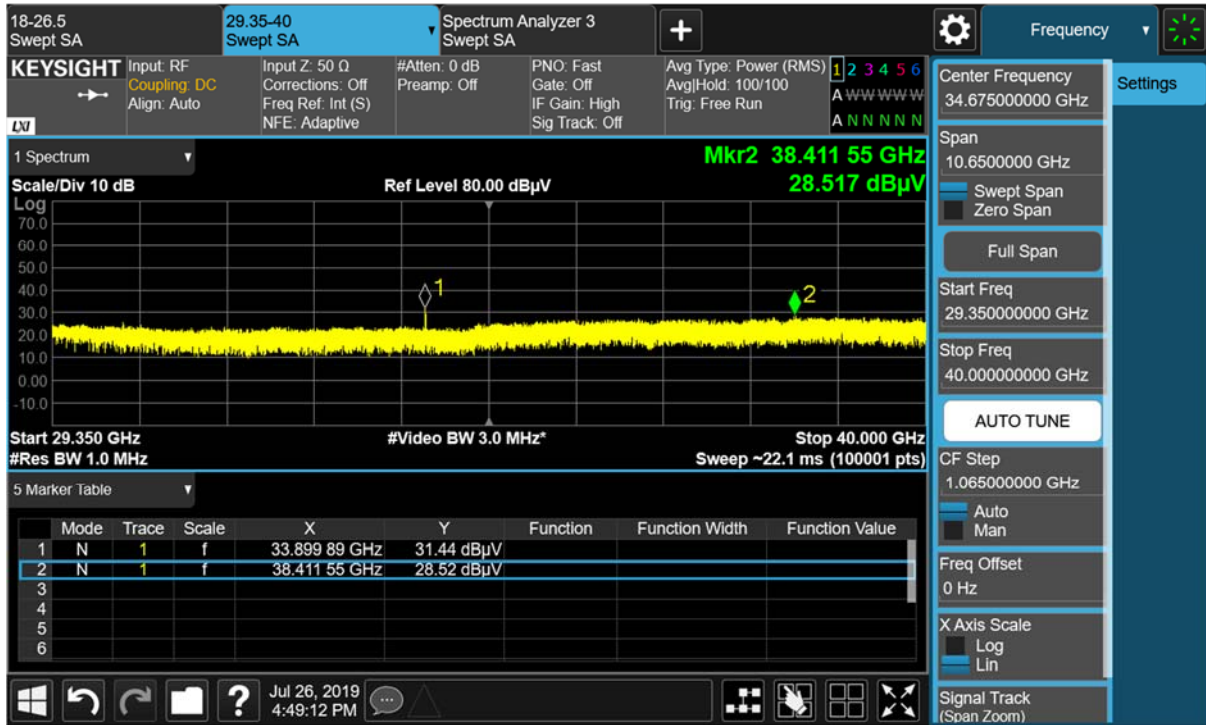 18-26.5
Swept SA
29.35-40
Swept SA
Spectrum Analyzer 3
Swept SA
+
Frequency
KEYSIGHT
LXI
Input: RF
Coupling: DC
Align: Auto
Input Z: 50 Ω
Corrections: Off
Freq Ref: Int (S)
NFE: Adaptive
#Atten: 0 dB
Preamp: Off
PNO: Fast
Gate: Off
IF Gain: High
Sig Track: Off
Avg Type: Power (RMS)
Avg|Hold: 100/100
Trig: Free Run
1 2 3 4 5 6
A W W W W W
A N N N N N
1 Spectrum
Scale/Div 10 dB
Ref Level 80.00 dBµV
Mkr2 38.411 55 GHz
28.517 dBµV
Log
70.0
60.0
50.0
40.0
30.0
20.0
10.0
0.00
-10.0
1
2
Start 29.350 GHz
#Video BW 3.0 MHz*
Stop 40.000 GHz
#Res BW 1.0 MHz
Sweep ~22.1 ms (100001 pts)
5 Marker Table
Mode Trace Scale X Y Function Function Width Function Value
1 N 1 f 33.899 89 GHz 31.44 dBµV
2 N 1 f 38.411 55 GHz 28.52 dBµV
3
4
5
6
?
Jul 26, 2019
4:49:12 PM
Center Frequency
34.675000000 GHz
Span
10.6500000 GHz
Swept Span
Zero Span
Full Span
Start Freq
29.350000000 GHz
Stop Freq
40.000000000 GHz
AUTO TUNE
CF Step
1.065000000 GHz
Auto
Man
Freq Offset
0 Hz
X Axis Scale
Log
Lin
Signal Track
(Span Zoom)
Settings